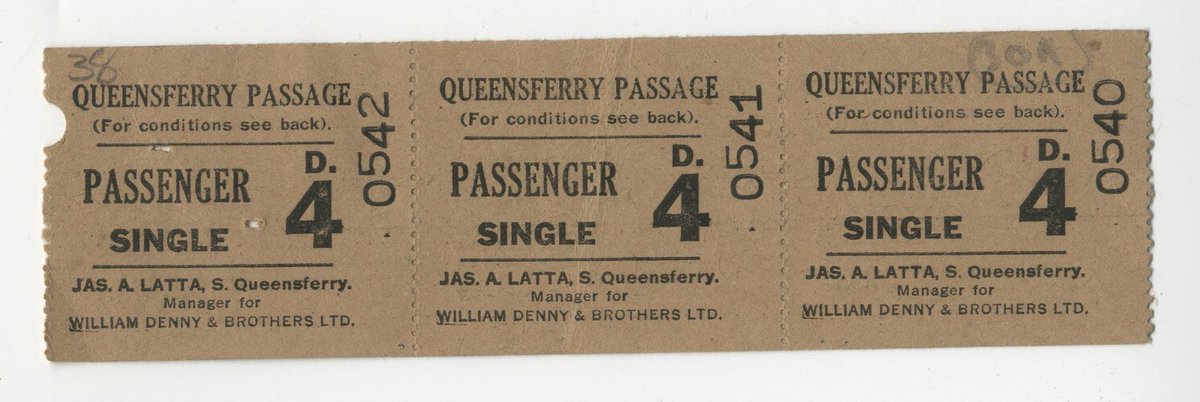 38
QUEENSFERRY PASSAGE
(For conditions see back).
PASSENGER
D.
4
SINGLE
0542
JAS. A. LATTA, S. Queensferry.
Manager for
WILLIAM DENNY & BROTHERS LTD.
QUEENSFERRY PASSAGE
(For conditions see back).
PASSENGER
D.
4
SINGLE
0541
JAS. A. LATTA, S. Queensferry.
Manager for
WILLIAM DENNY & BROTHERS LTD.
QUEENSFERRY PASSAGE
(For conditions see back).
PASSENGER
D.
4
SINGLE
0540
JAS. A. LATTA, S. Queensferry.
Manager for
WILLIAM DENNY & BROTHERS LTD.